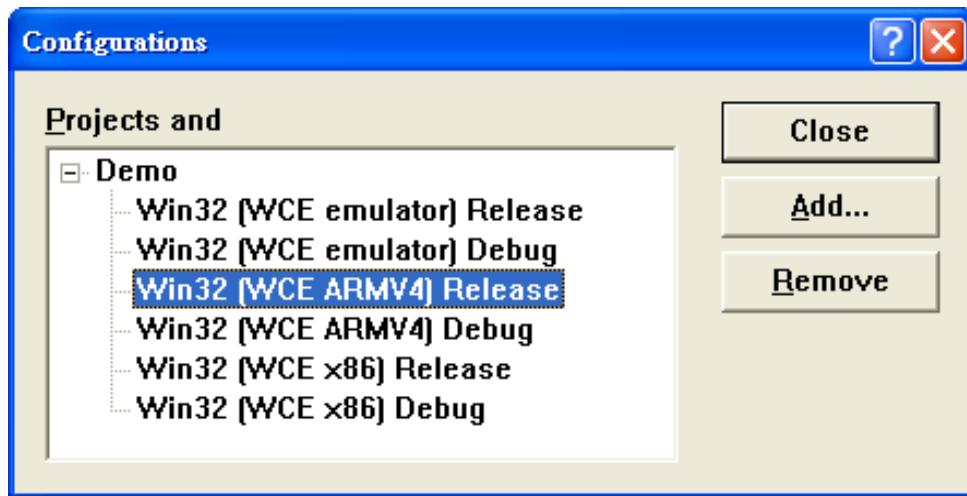 Configurations
Projects and
Demo
Win32 (WCE emulator) Release
Win32 (WCE emulator) Debug
Win32 (WCE ARMV4) Release
Win32 (WCE ARMV4) Debug
Win32 (WCE x86) Release
Win32 (WCE x86) Debug
Close
Add...
Remove